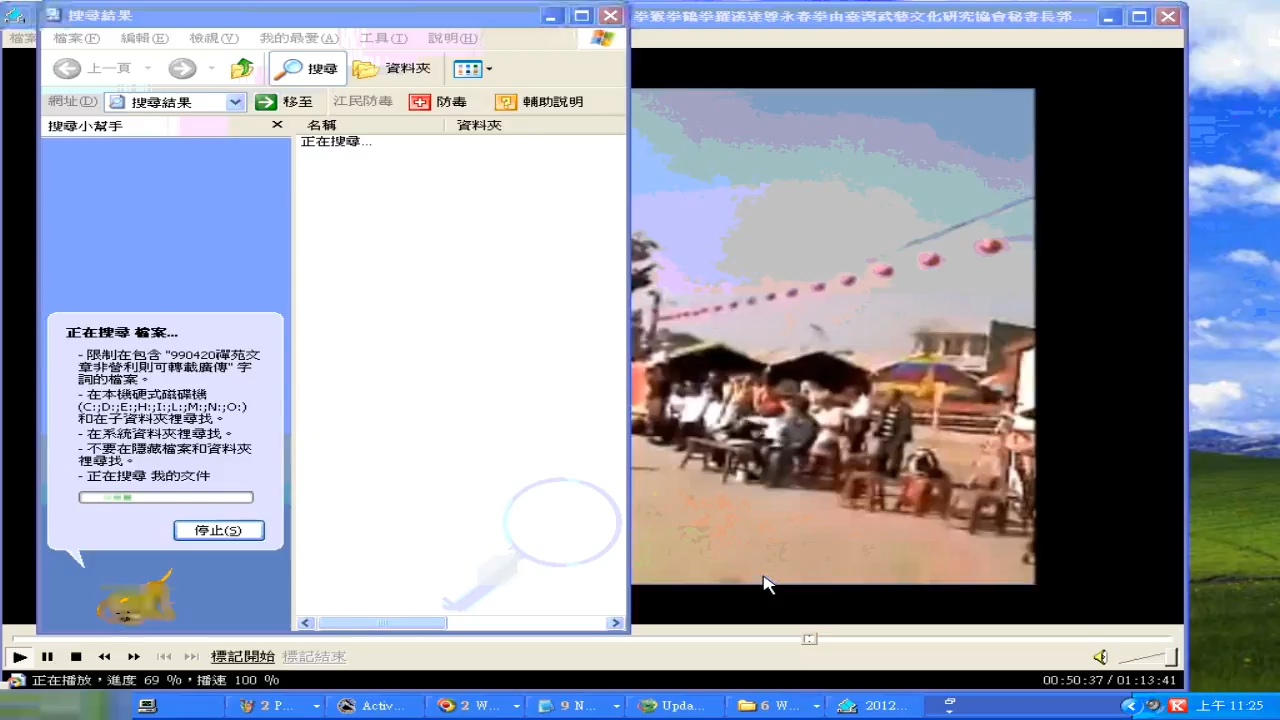 搜尋結果
拳猴拳鶴拳羅漢達尊永春拳由臺灣武藝文化研究協會秘書長郭...
檔案(F) 編輯(E) 檢視(V) 我的最愛(A) 工具(T) 說明(H)
上一頁 搜尋 資料夾
網址(D) 搜尋結果 移至 江民防毒 防毒 輔助說明
搜尋小幫手
名稱 資料夾
正在搜尋...
正在搜尋 檔案...
- 限制在包含 "990420禪苑文
章非營利則可轉載廣傳" 字
詞的檔案。
- 在本機硬式磁碟機
(C:;D:;E:;H:;I:;L:;M:;N:;O:)
和在子資料夾裡尋找。
- 在系統資料夾裡尋找。
- 不要在隱藏檔案和資料夾
裡尋找。
- 正在搜尋 我的文件
停止(S)
標記開始 標記結束
正在播放，進度 69 %，播速 100 %
00:50:37 / 01:13:41
2 P... Activ... 2 W... 9 N... Upda... 6 W... 2012... 上午 11:25